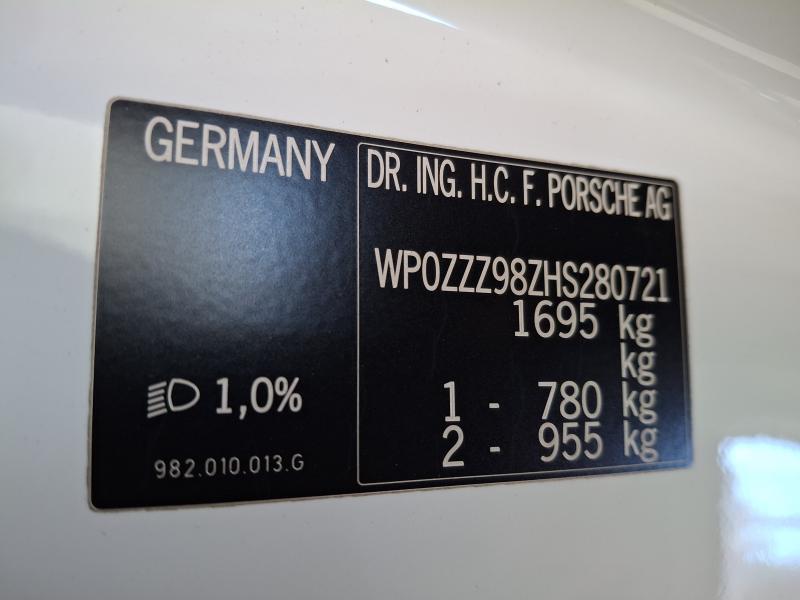 GERMANY
1,0%
982.010.013.G
DR. ING. H.C. F. PORSCHE AG
WP0ZZZ98ZHS280721
1695 kg
kg
1 - 780 kg
2 - 955 kg